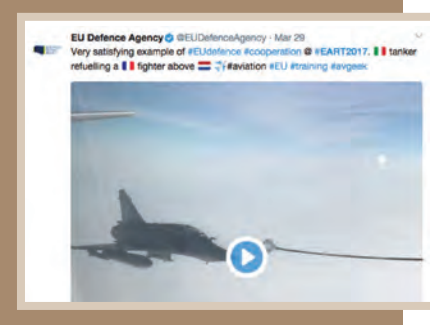 EU Defence Agency @EUDefenceAgency · Mar 29
Very satisfying example of #EUdefence #cooperation @ #EART2017. 🇮🇹 tanker
refuelling a 🇫🇷 fighter above 🇳🇱 ✈️#aviation #EU #training #avgeek